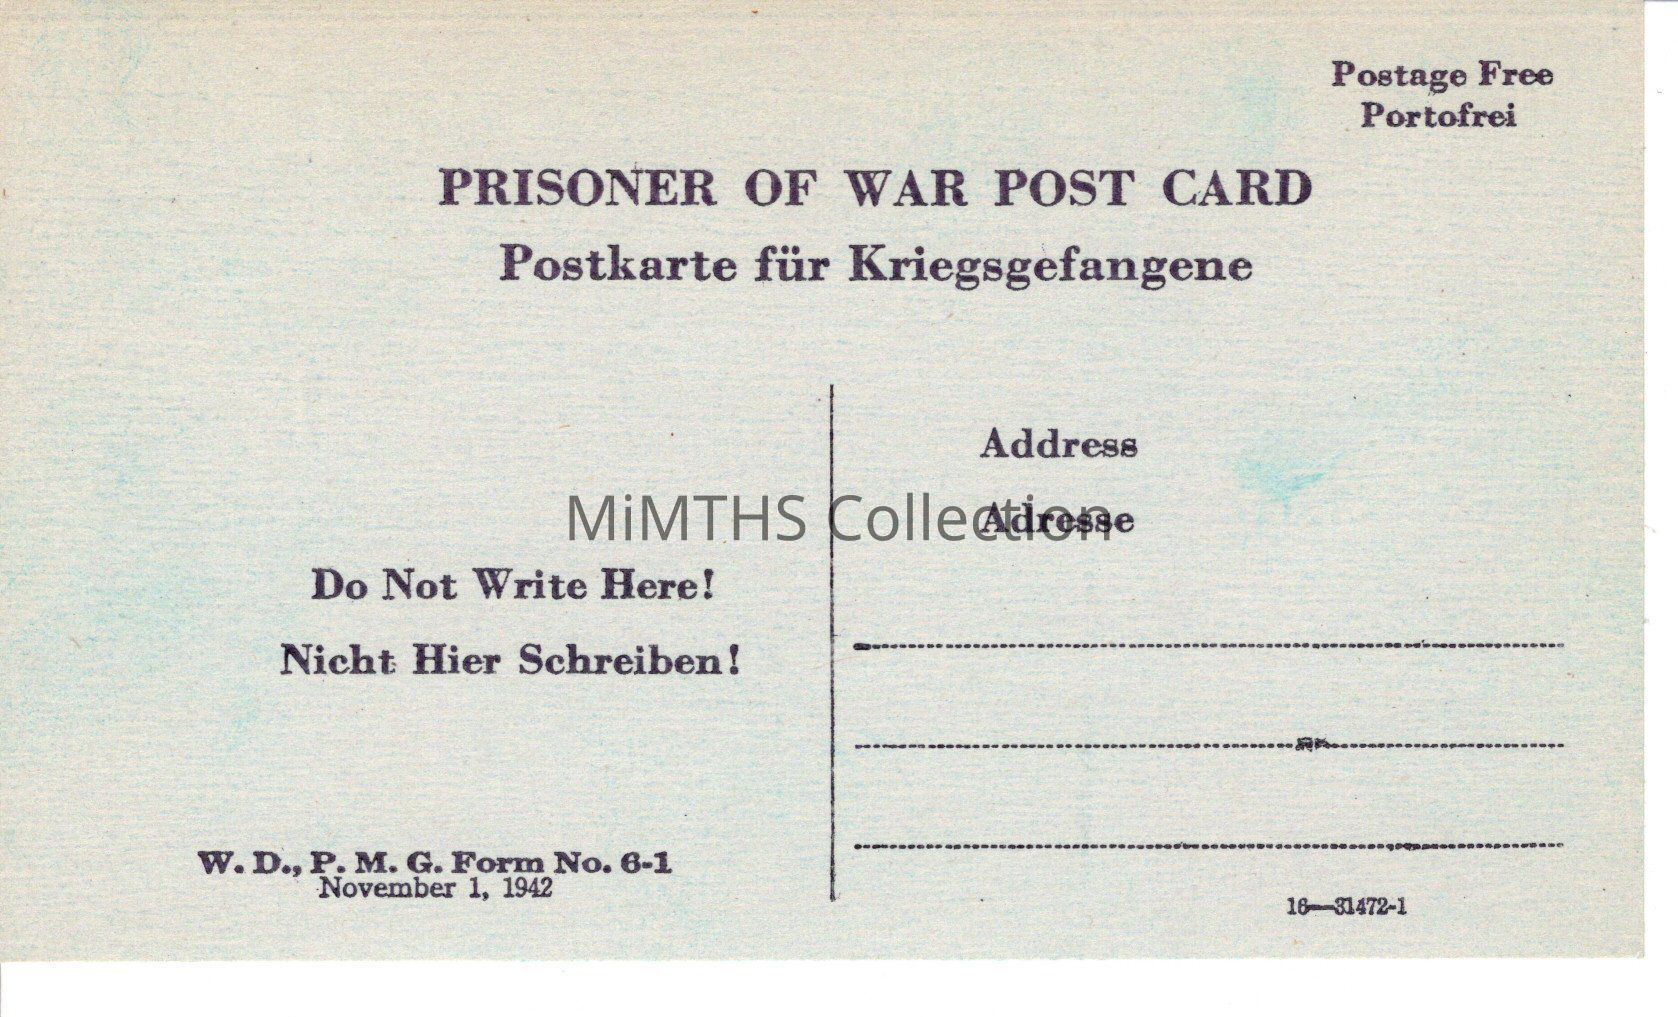 Postage Free
Portofrei
PRISONER OF WAR POST CARD
Postkarte für Kriegsgefangene
Address
MiMTHS Collection
Adresse
Do Not Write Here!
Nicht Hier Schreiben!
W. D., P. M. G. Form No. 6-1
November 1, 1942
16—31472-1